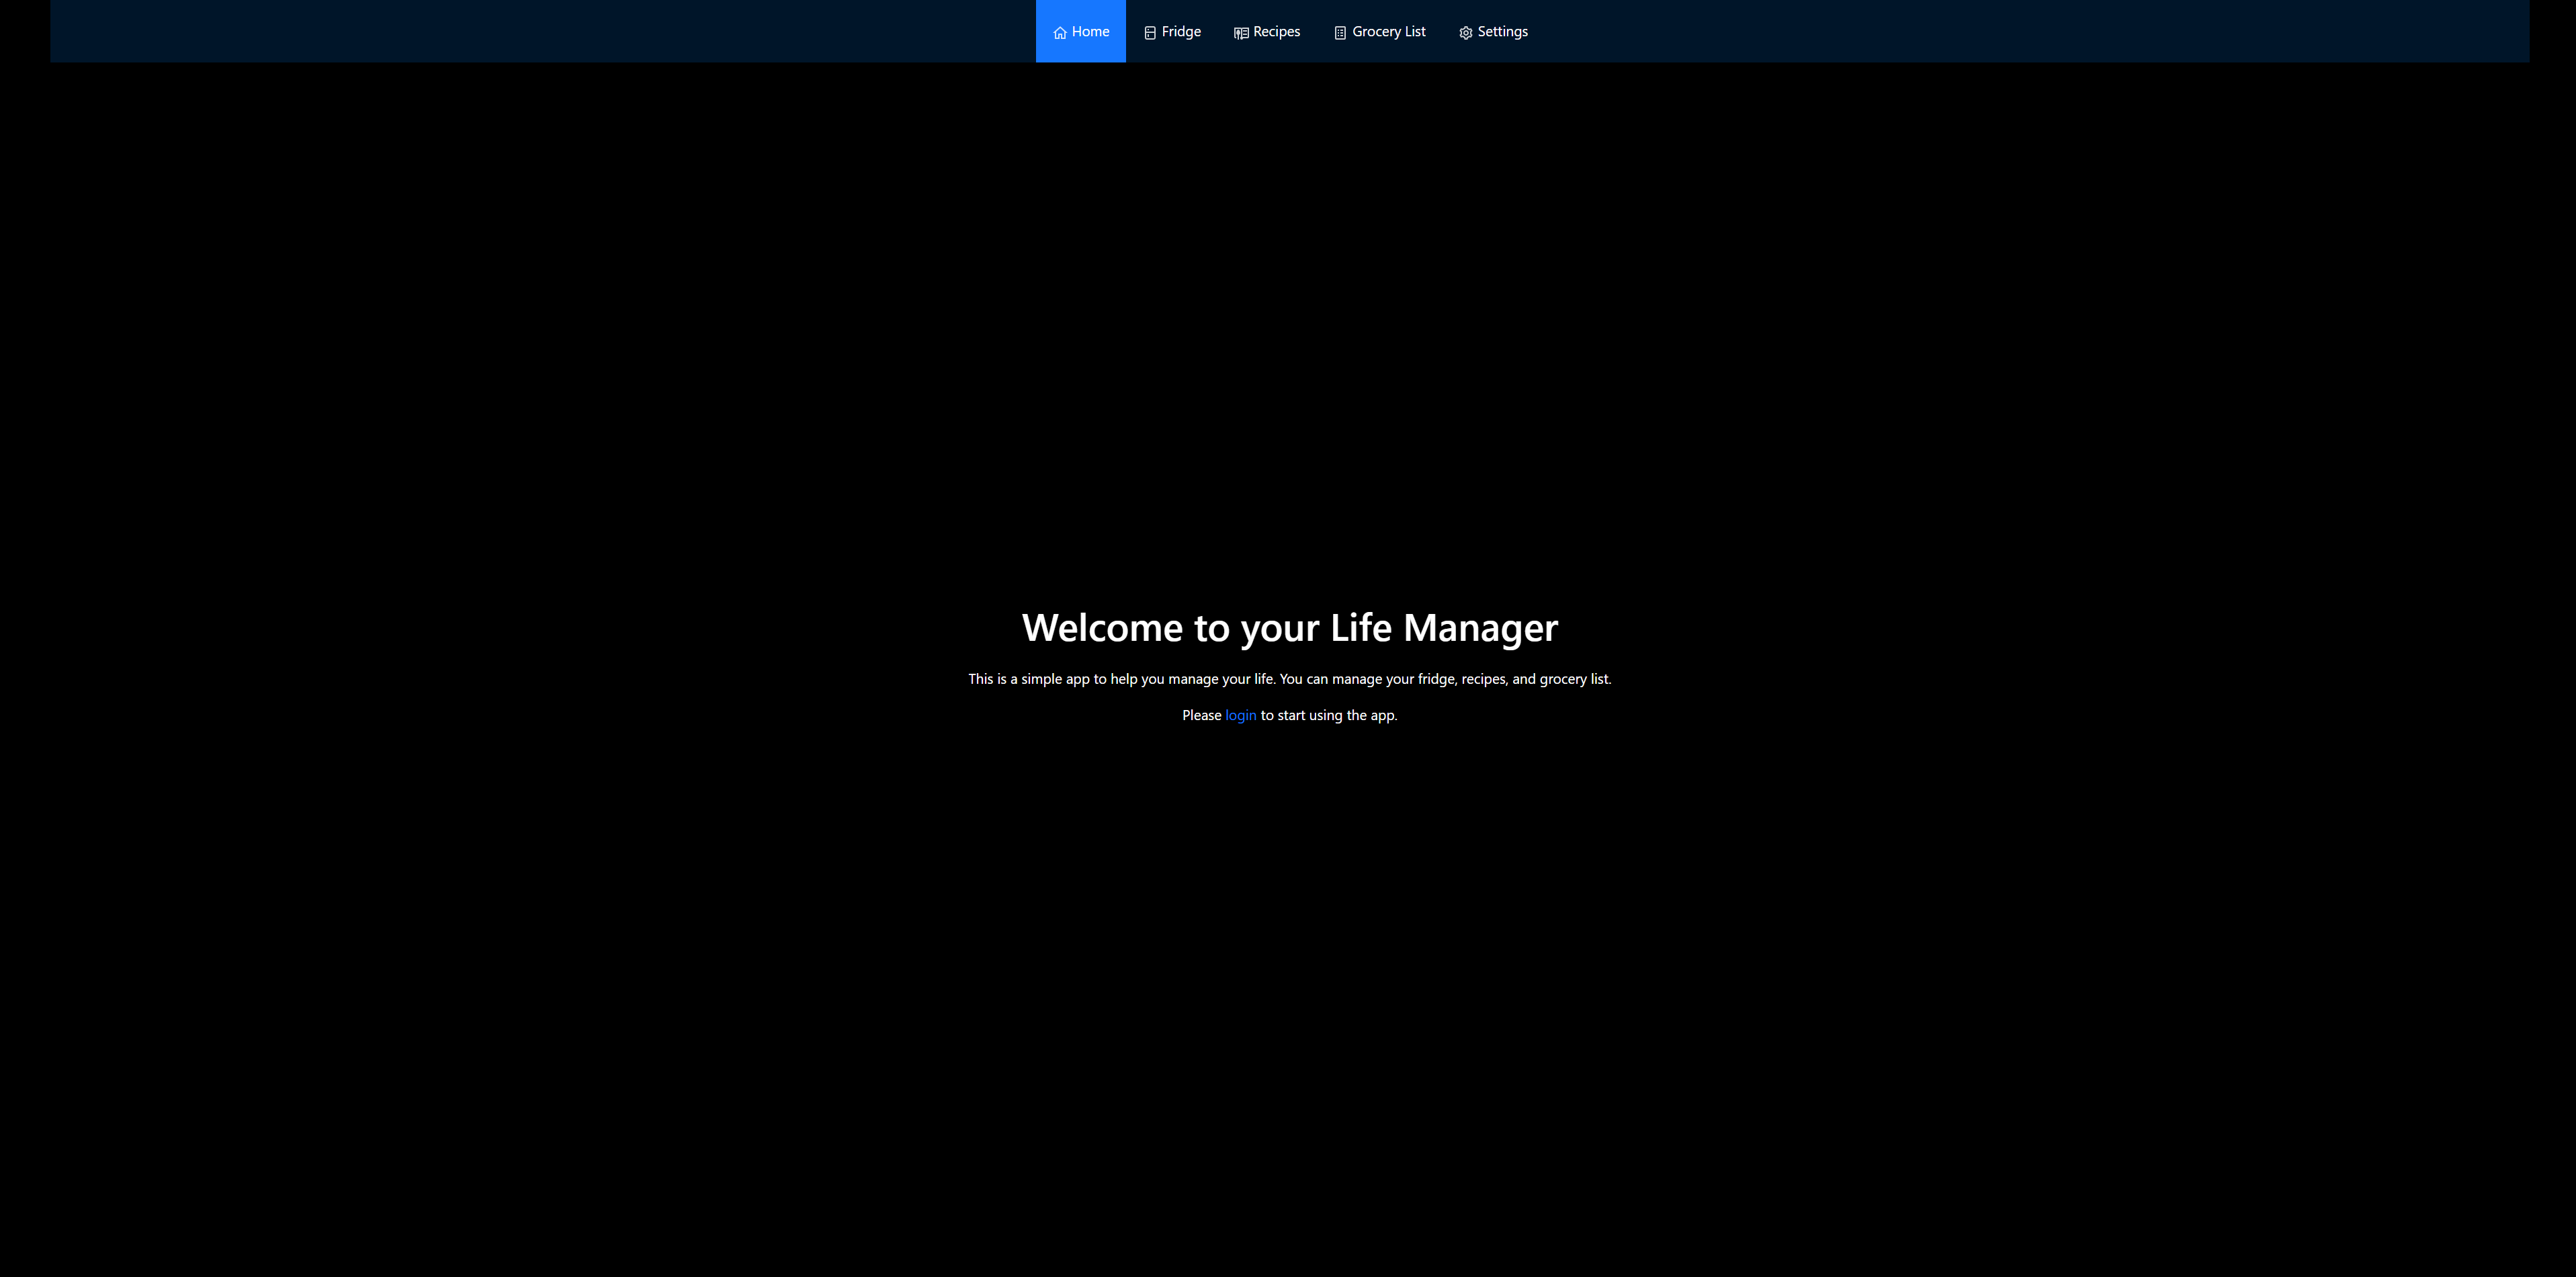 Home Fridge Recipes Grocery List Settings
Welcome to your Life Manager
This is a simple app to help you manage your life. You can manage your fridge, recipes, and grocery list.
Please login to start using the app.